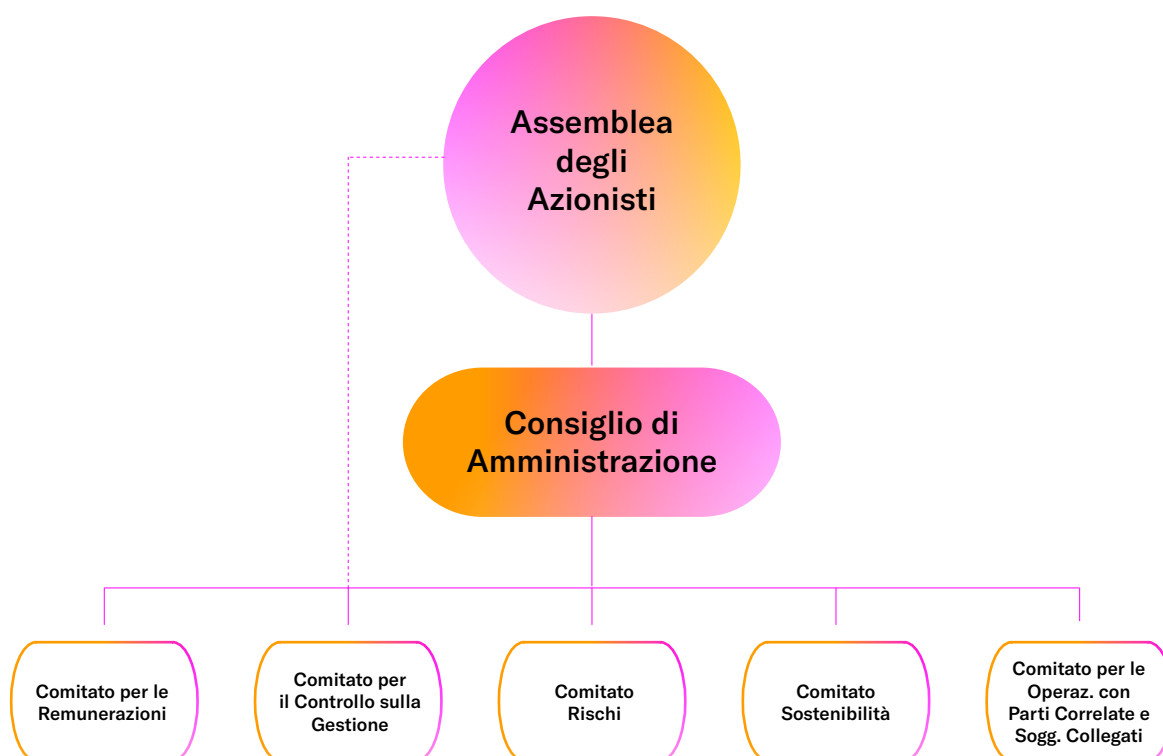 Assemblea
degli
Azionisti
Consiglio di
Amministrazione
Comitato per le
Remunerazioni
Comitato per
il Controllo sulla
Gestione
Comitato
Rischi
Comitato
Sostenibilità
Comitato per le
Operaz. con
Parti Correlate e
Sogg. Collegati